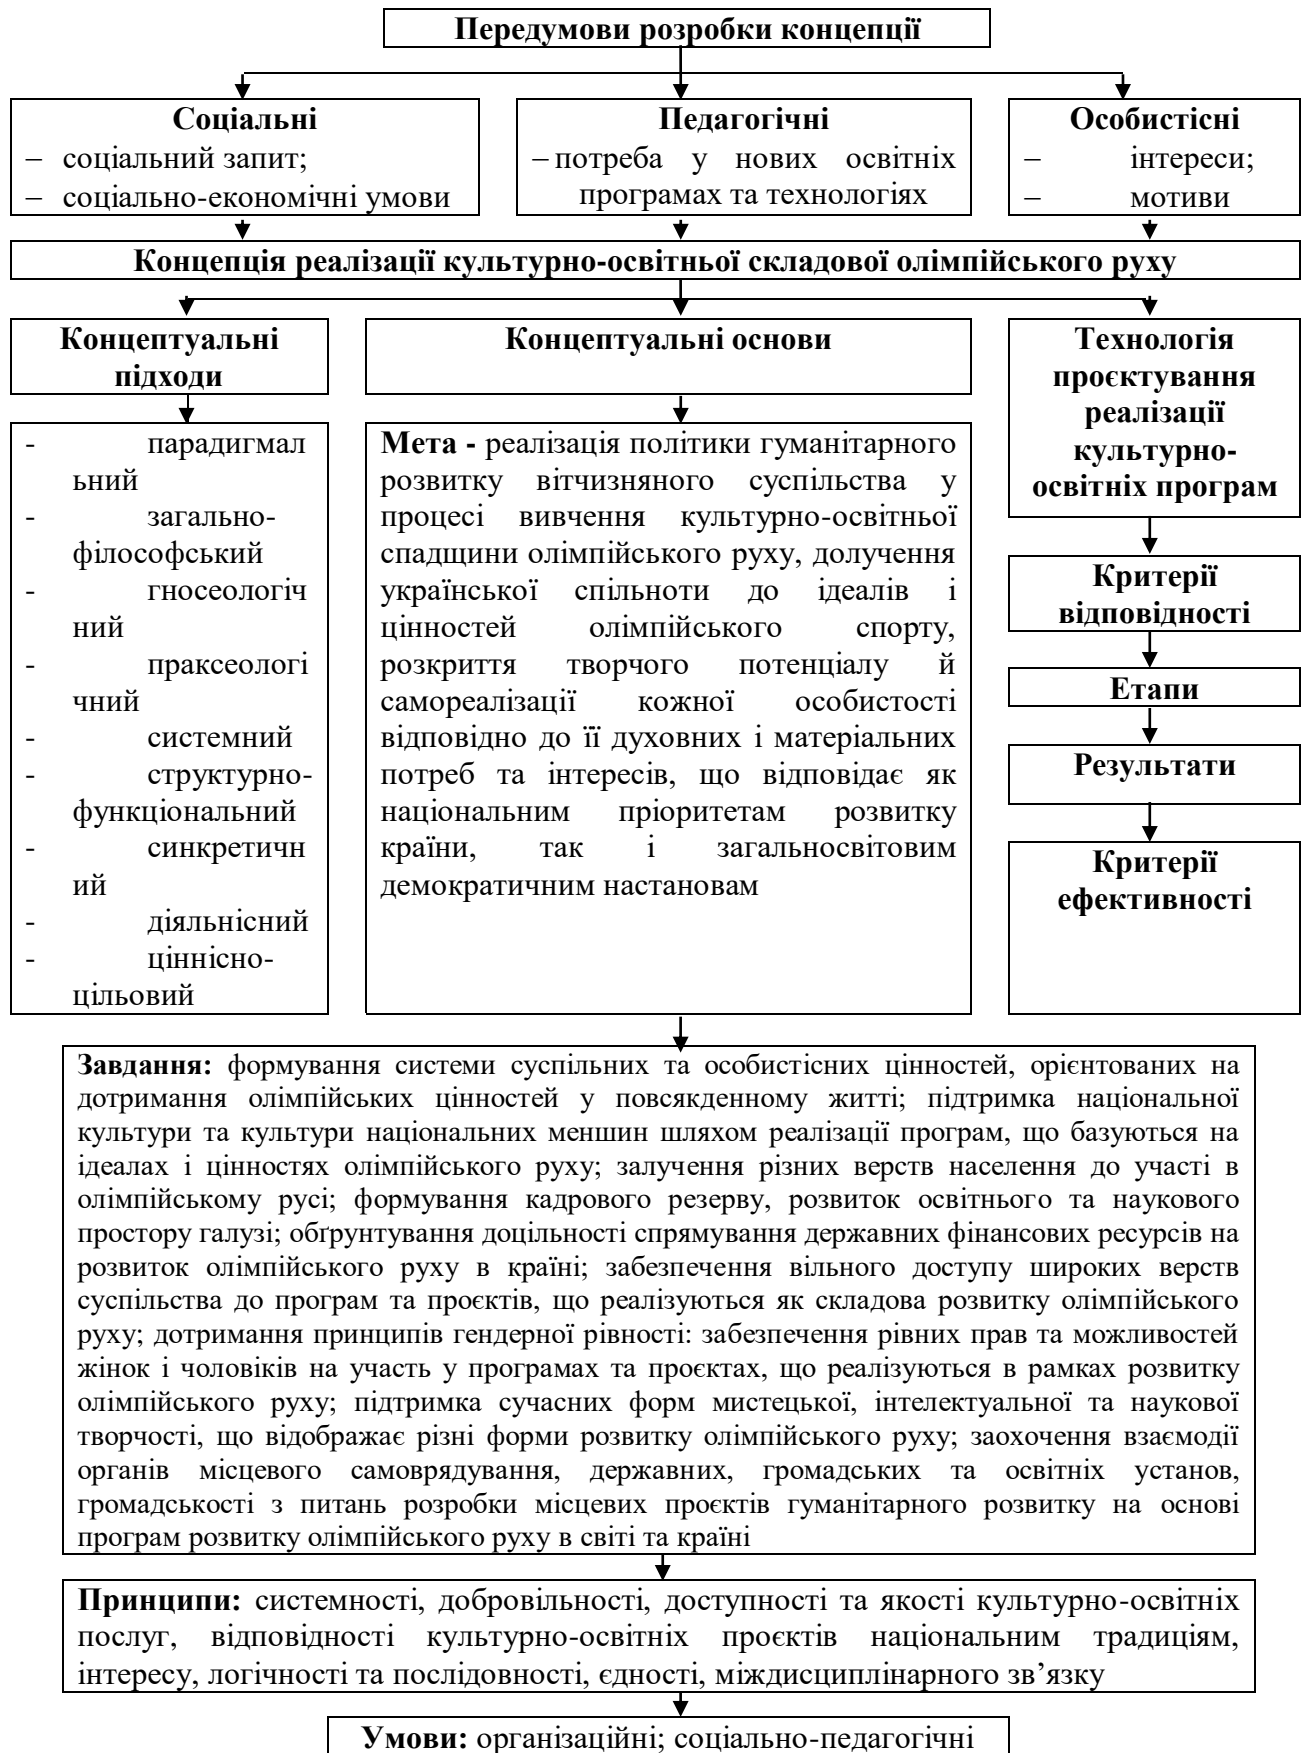 Передумови розробки концепції
Соціальні
– соціальний запит;
– соціально-економічні умови
Педагогічні
– потреба у нових освітніх
програмах та технологіях
Особистісні
– інтереси;
– мотиви
Концепція реалізації культурно-освітньої складової олімпійського руху
Концептуальні
підходи
- парадигмал
ьний
- загально-
філософський
- гносеологіч
ний
- праксеологі
чний
- системний
- структурно-
функціональний
- синкретичн
ий
- діяльнісний
- ціннісно-
цільовий
Концептуальні основи
Мета - реалізація політики гуманітарного
розвитку вітчизняного суспільства у
процесі вивчення культурно-освітньої
спадщини олімпійського руху, долучення
української спільноти до ідеалів і
цінностей олімпійського спорту,
розкриття творчого потенціалу й
самореалізації кожної особистості
відповідно до її духовних і матеріальних
потреб та інтересів, що відповідає як
національним пріоритетам розвитку
країни, так і загальносвітовим
демократичним настановам
Технологія
проєктування
реалізації
культурно-
освітніх програм
Критерії
відповідності
Етапи
Результати
Критерії
ефективності
Завдання: формування системи суспільних та особистісних цінностей, орієнтованих на
дотримання олімпійських цінностей у повсякденному житті; підтримка національної
культури та культури національних меншин шляхом реалізації програм, що базуються на
ідеалах і цінностях олімпійського руху; залучення різних верств населення до участі в
олімпійському русі; формування кадрового резерву, розвиток освітнього та наукового
простору галузі; обґрунтування доцільності спрямування державних фінансових ресурсів на
розвиток олімпійського руху в країні; забезпечення вільного доступу широких верств
суспільства до програм та проєктів, що реалізуються як складова розвитку олімпійського
руху; дотримання принципів гендерної рівності: забезпечення рівних прав та можливостей
жінок і чоловіків на участь у програмах та проєктах, що реалізуються в рамках розвитку
олімпійського руху; підтримка сучасних форм мистецької, інтелектуальної та наукової
творчості, що відображає різні форми розвитку олімпійського руху; заохочення взаємодії
органів місцевого самоврядування, державних, громадських та освітніх установ,
громадськості з питань розробки місцевих проєктів гуманітарного розвитку на основі
програм розвитку олімпійського руху в світі та країні
Принципи: системності, добровільності, доступності та якості культурно-освітніх
послуг, відповідності культурно-освітніх проєктів національним традиціям,
інтересу, логічності та послідовності, єдності, міждисциплінарного зв’язку
Умови: організаційні; соціально-педагогічні